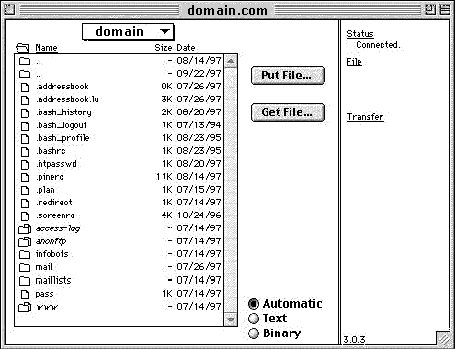 domain.com
domain
Name Size Date
. - 08/14/97
.. - 09/22/97
.addressbook 0K 07/26/97
.addressbook.lu 3K 07/26/97
.bash_history 2K 08/20/97
.bash_logout 1K 07/13/94
.bash_profile 1K 08/23/95
.bashrc 1K 08/23/95
.htpasswd 1K 07/20/97
.pinerc 11K 08/14/97
.plan 1K 07/15/97
.redirect 1K 07/14/97
.screenrc 4K 10/24/96
access-log - 07/14/97
anonftp - 07/14/97
infobots - 07/14/97
mail - 07/26/97
maillists - 07/14/97
pass 1K 07/14/97
www - 07/14/97
Put File...
Get File...
Automatic
Text
Binary
Status
Connected.
File
Transfer
3.0.3